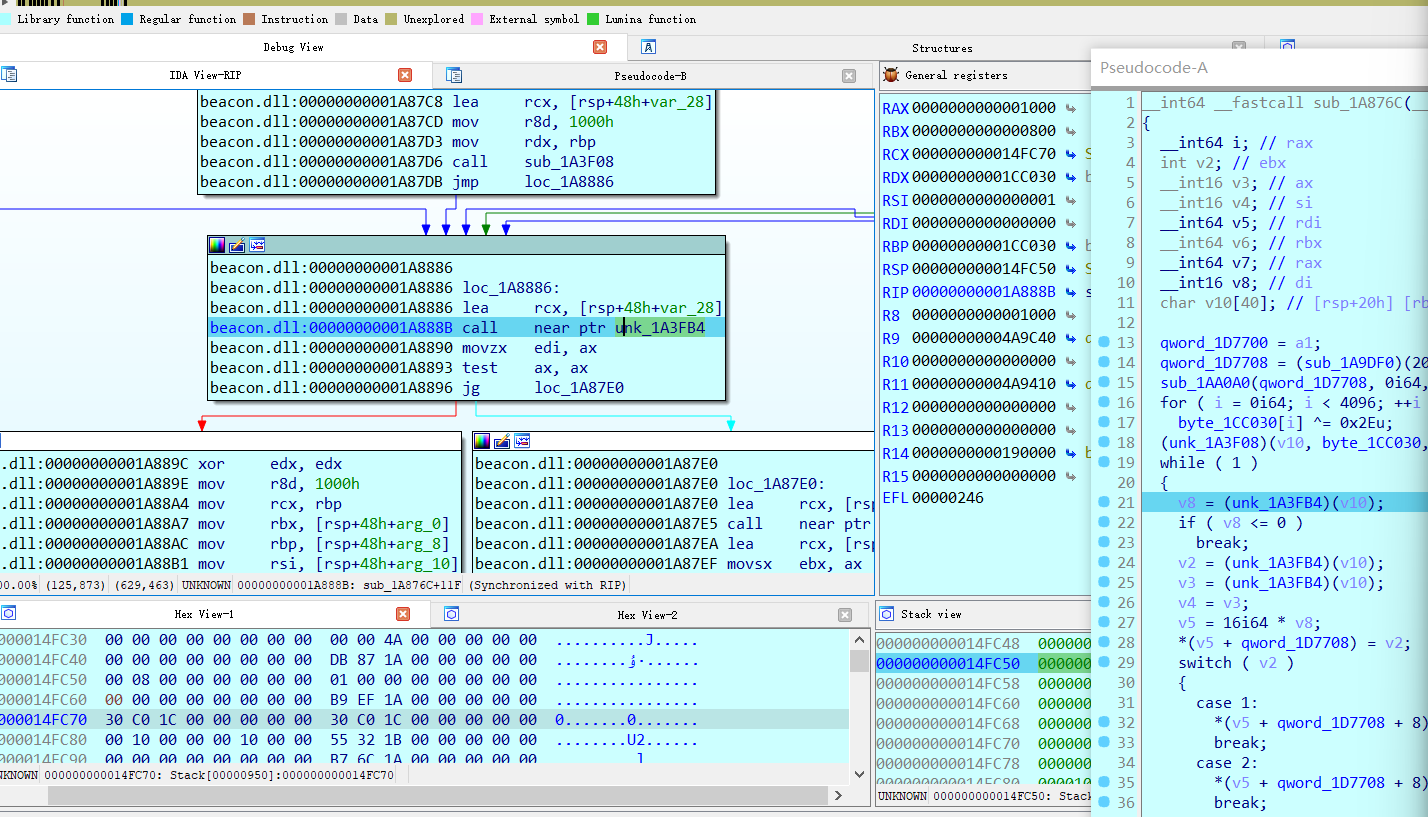 Library function Regular function Instruction Data Unexplored External symbol Lumina function
Debug View
Structures
IDA View-RIP
Pseudocode-B
beacon.dll:00000000001A87C8 lea rcx, [rsp+48h+var_28]
beacon.dll:00000000001A87CD mov r8d, 1000h
beacon.dll:00000000001A87D3 mov rdx, rbp
beacon.dll:00000000001A87D6 call sub_1A3F08
beacon.dll:00000000001A87DB jmp loc_1A8886
beacon.dll:00000000001A8886
beacon.dll:00000000001A8886 loc_1A8886:
beacon.dll:00000000001A8886 lea rcx, [rsp+48h+var_28]
beacon.dll:00000000001A888B call near ptr unk_1A3FB4
beacon.dll:00000000001A8890 movzx edi, ax
beacon.dll:00000000001A8893 test ax, ax
beacon.dll:00000000001A8896 jg loc_1A87E0
.dll:00000000001A889C xor edx, edx
.dll:00000000001A889E mov r8d, 1000h
.dll:00000000001A88A4 mov rcx, rbp
.dll:00000000001A88A7 mov rbx, [rsp+48h+arg_0]
.dll:00000000001A88AC mov rbp, [rsp+48h+arg_8]
.dll:00000000001A88B1 mov rsi, [rsp+48h+arg_10]
beacon.dll:00000000001A87E0
beacon.dll:00000000001A87E0 loc_1A87E0:
beacon.dll:00000000001A87E0 lea rcx, [rsp
beacon.dll:00000000001A87E5 call near ptr
beacon.dll:00000000001A87EA lea rcx, [rsp
beacon.dll:00000000001A87EF movsx ebx, ax
00.00% (125,873) (629,463) UNKNOWN 00000000001A888B: sub_1A876C+11F (Synchronized with RIP)
General registers
RAX 0000000000001000
RBX 0000000000000800
RCX 000000000014FC70
RDX 00000000001CC030
RSI 0000000000000001
RDI 0000000000000000
RBP 00000000001CC030
RSP 000000000014FC50
RIP 00000000001A888B
R8 0000000000001000
R9 00000000004A9C40
R10 0000000000000000
R11 00000000004A9410
R12 0000000000000000
R13 0000000000000000
R14 0000000000190000
R15 0000000000000000
EFL 00000246
Pseudocode-A
1 __int64 __fastcall sub_1A876C(__
2 {
3 __int64 i; // rax
4 int v2; // ebx
5 __int16 v3; // ax
6 __int16 v4; // si
7 __int64 v5; // rdi
8 __int64 v6; // rbx
9 __int64 v7; // rax
10 __int16 v8; // di
11 char v10[40]; // [rsp+20h] [rb
12
13 qword_1D7700 = a1;
14 qword_1D7708 = (sub_1A9DF0)(20
15 sub_1AA0A0(qword_1D7708, 0i64,
16 for ( i = 0i64; i < 4096; ++i
17 byte_1CC030[i] ^= 0x2Eu;
18 (unk_1A3F08)(v10, byte_1CC030,
19 while ( 1 )
20 {
21 v8 = (unk_1A3FB4)(v10);
22 if ( v8 <= 0 )
23 break;
24 v2 = (unk_1A3FB4)(v10);
25 v3 = (unk_1A3FB4)(v10);
26 v4 = v3;
27 v5 = 16i64 * v8;
28 *(v5 + qword_1D7708) = v2;
29 switch ( v2 )
30 {
31 case 1:
32 *(v5 + qword_1D7708 + 8)
33 break;
34 case 2:
35 *(v5 + qword_1D7708 + 8)
36 break;
Hex View-1
Hex View-2
000014FC30 00 00 00 00 00 00 00 00 00 00 4A 00 00 00 00 00 ..........J.....
000014FC40 00 00 00 00 00 00 00 00 DB 87 1A 00 00 00 00 00
000014FC50 00 08 00 00 00 00 00 00 01 00 00 00 00 00 00 00 ................
000014FC60 00 00 00 00 00 00 00 00 B9 EF 1A 00 00 00 00 00 ................
000014FC70 30 C0 1C 00 00 00 00 00 30 C0 1C 00 00 00 00 00 0.......0.......
000014FC80 00 10 00 00 00 10 00 00 55 32 1B 00 00 00 00 00 ........U2......
000014FC90 00 00 00 00 00 00 00 00 B7 6C 1A 00 00 00 00 00
UNKNOWN 000000000014FC70: Stack[00000950]:000000000014FC70
Stack view
000000000014FC48 000000
000000000014FC50 000000
000000000014FC58 000000
000000000014FC60 000000
000000000014FC68 000000
000000000014FC70 000000
000000000014FC78 000000
000000000014FC80 000010
UNKNOWN 000000000014FC50: Stack